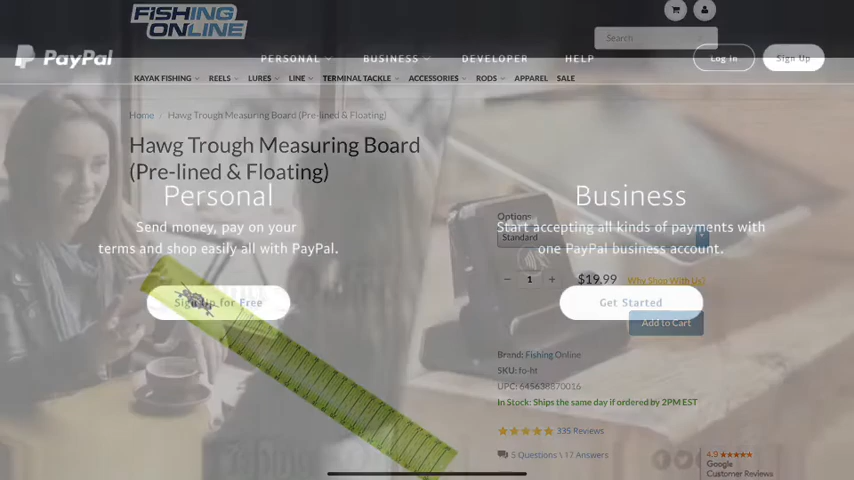 FISHING
ONLINE
Search
PayPal
PERSONAL
BUSINESS
DEVELOPER
HELP
Log In
Sign Up
KAYAK FISHING
REELS
LURES
LINE
TERMINAL TACKLE
ACCESSORIES
RODS
APPAREL
SALE
Home
Hawg Trough Measuring Board (Pre-lined & Floating)
Hawg Trough Measuring Board
(Pre-lined & Floating)
Personal
Send money, pay on your
terms and shop easily all with PayPal.
Sign Up for Free
Business
Start accepting all kinds of payments with
one PayPal business account.
Get Started
Options
Standard
1
$19.99
Why Shop With Us?
Add to Cart
Brand: Fishing Online
SKU: fo-ht
UPC: 645638870016
In Stock: Ships the same day if ordered by 2PM EST
335 Reviews
5 Questions \ 17 Answers
4.9
Google
Customer Reviews